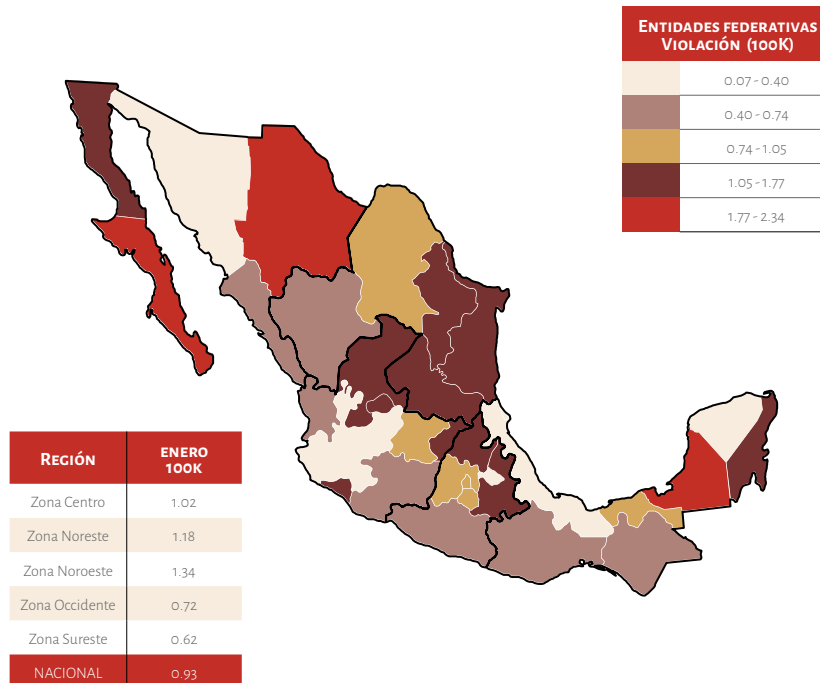 ENTIDADES FEDERATIVAS
VIOLACIÓN (100K)
0.07 - 0.40
0.40 - 0.74
0.74 - 1.05
1.05 - 1.77
1.77 - 2.34
REGIÓN ENERO 100K
Zona Centro 1.02
Zona Noreste 1.18
Zona Noroeste 1.34
Zona Occidente 0.72
Zona Sureste 0.62
NACIONAL 0.93